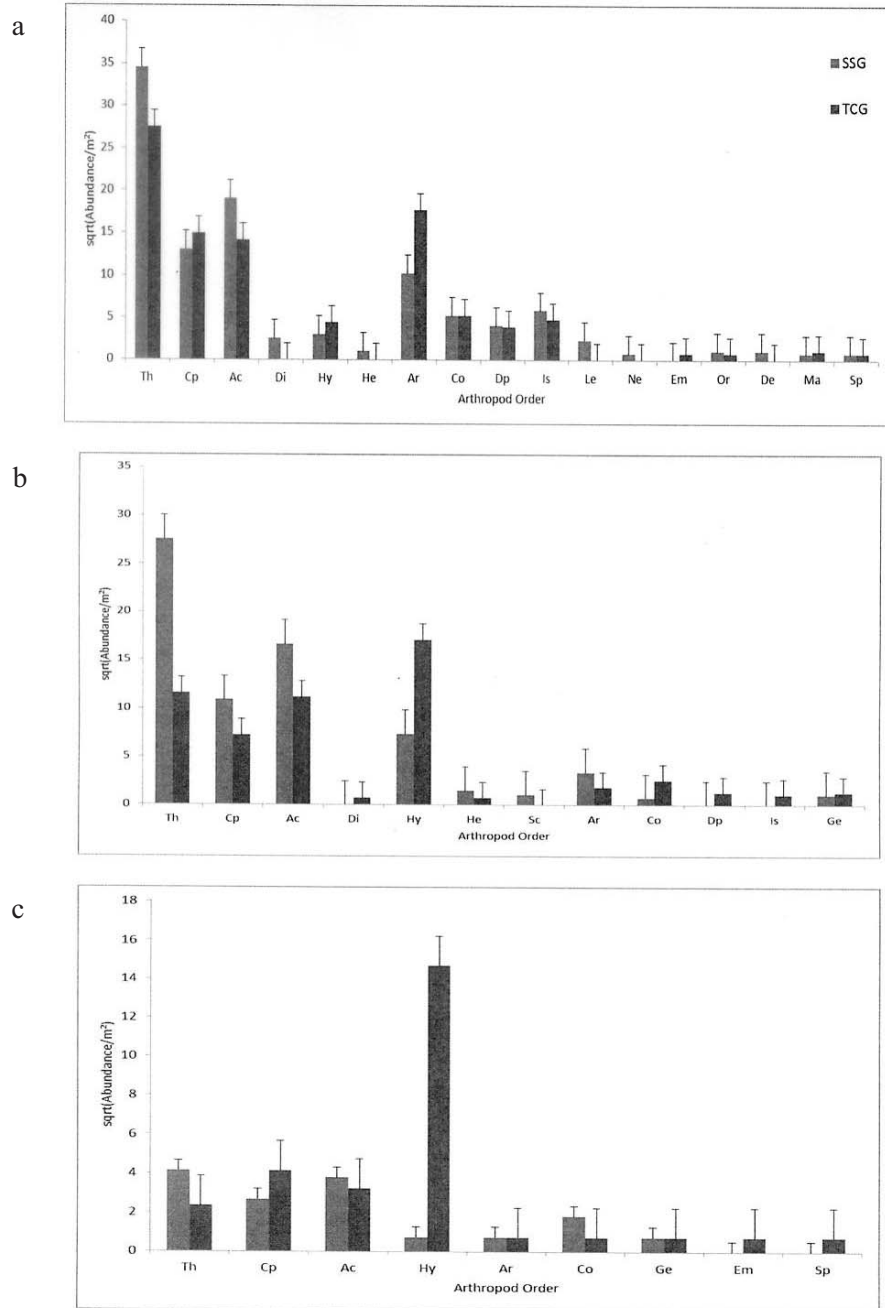 a
40
35
30
25
20
15
10
5
0
sqrt(Abundance/m²)
SSG
TCG
Th Cp Ac Di Hy He Ar Co Dp Is Le Ne Em Or De Ma Sp
Arthropod Order
b
35
30
25
20
15
10
5
0
sqrt(Abundance/m²)
Th Cp Ac Di Hy He Sc Ar Co Dp Is Ge
Arthropod Order
c
18
16
14
12
10
8
6
4
2
0
sqrt(Abundance/m²)
Th Cp Ac Hy Ar Co Ge Em Sp
Arthropod Order